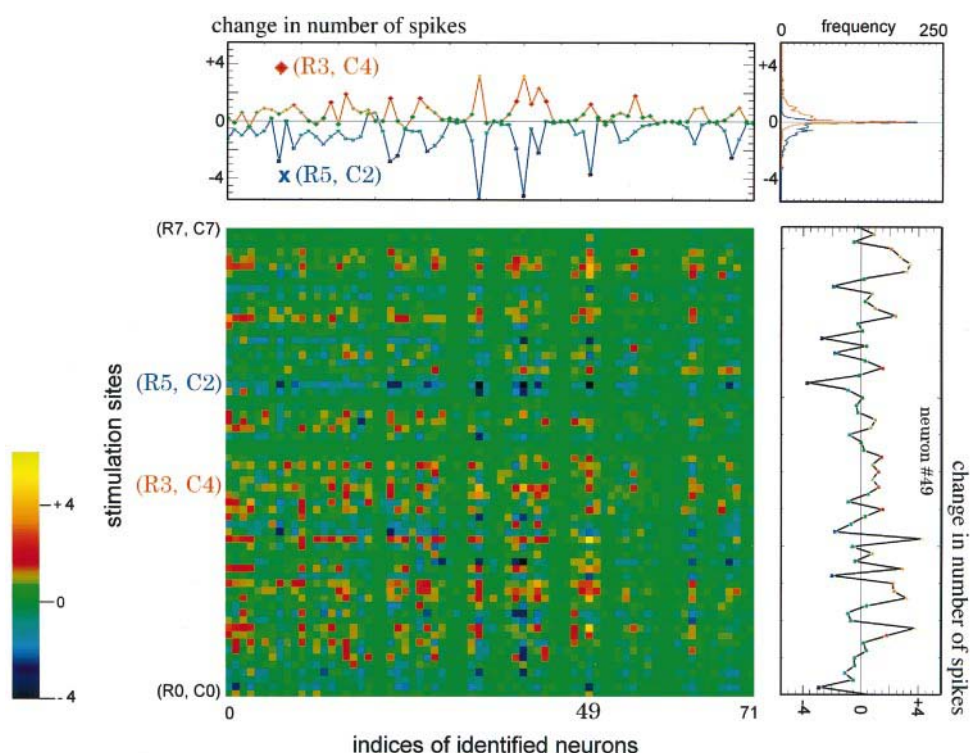 change in number of spikes
0 frequency 250
+4
0
-4
(R3, C4)
x (R5, C2)
+4
0
-4
(R7, C7)
(R5, C2)
(R3, C4)
(R0, C0)
stimulation sites
+4
0
-4
0 49 71
indices of identified neurons
neuron #49
change in number of spikes
-4 0 +4